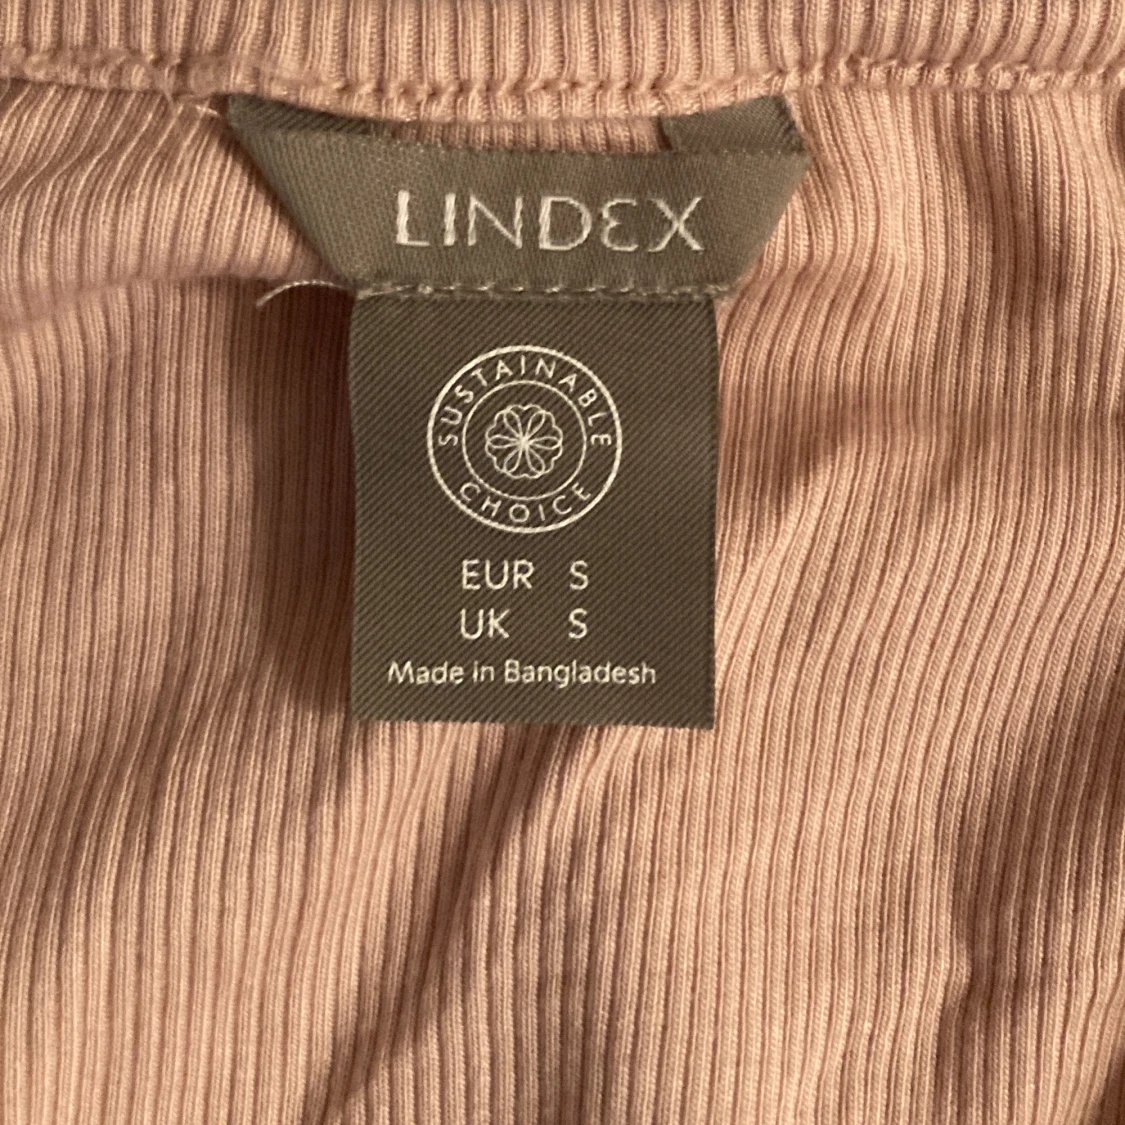 LINDEX
SUSTAINABLE
CHOICE
EUR S
UK S
Made in Bangladesh